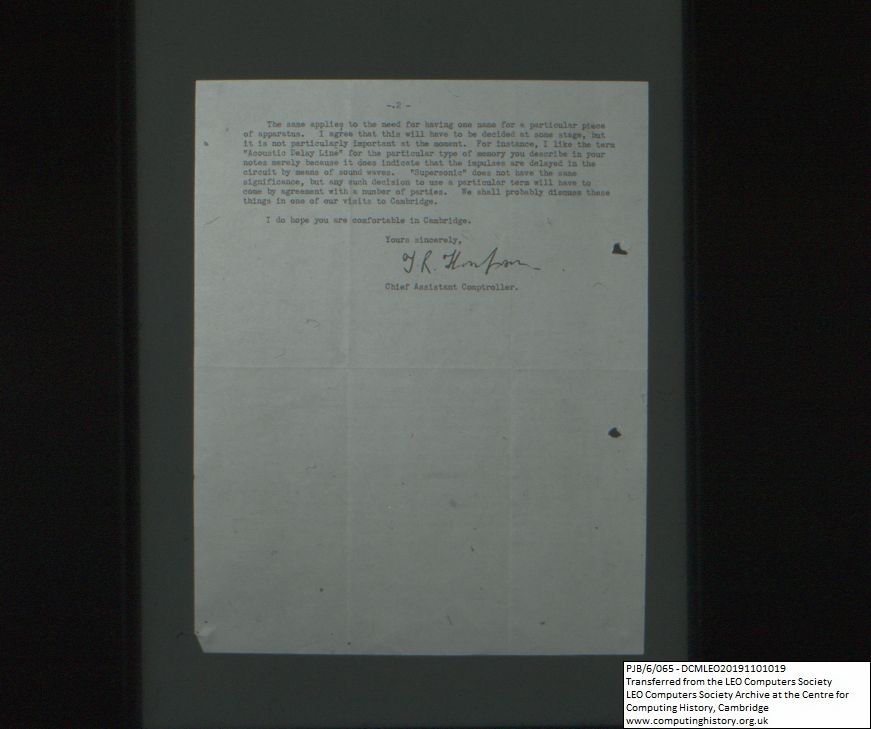 -.2 -
The same applies to the need for having one name for a particular piece
of apparatus. I agree that this will have to be decided at some stage, but
it is not particularly important at the moment. For instance, I like the term
"Acoustic Delay Line" for the particular type of memory you describe in your
notes merely because it does indicate that the impulses are delayed in the
circuit by means of sound waves. "Supersonic" does not have the same
significance, but any such decision to use a particular term will have to
come by agreement with a number of parties. We shall probably discuss these
things in one of our visits to Cambridge.
I do hope you are comfortable in Cambridge.
Yours sincerely,
T R. Thompson
Chief Assistant Comptroller.
PJB/6/065 - DCMLEO20191101019
Transferred from the LEO Computers Society
LEO Computers Society Archive at the Centre for
Computing History, Cambridge
www.computinghistory.org.uk